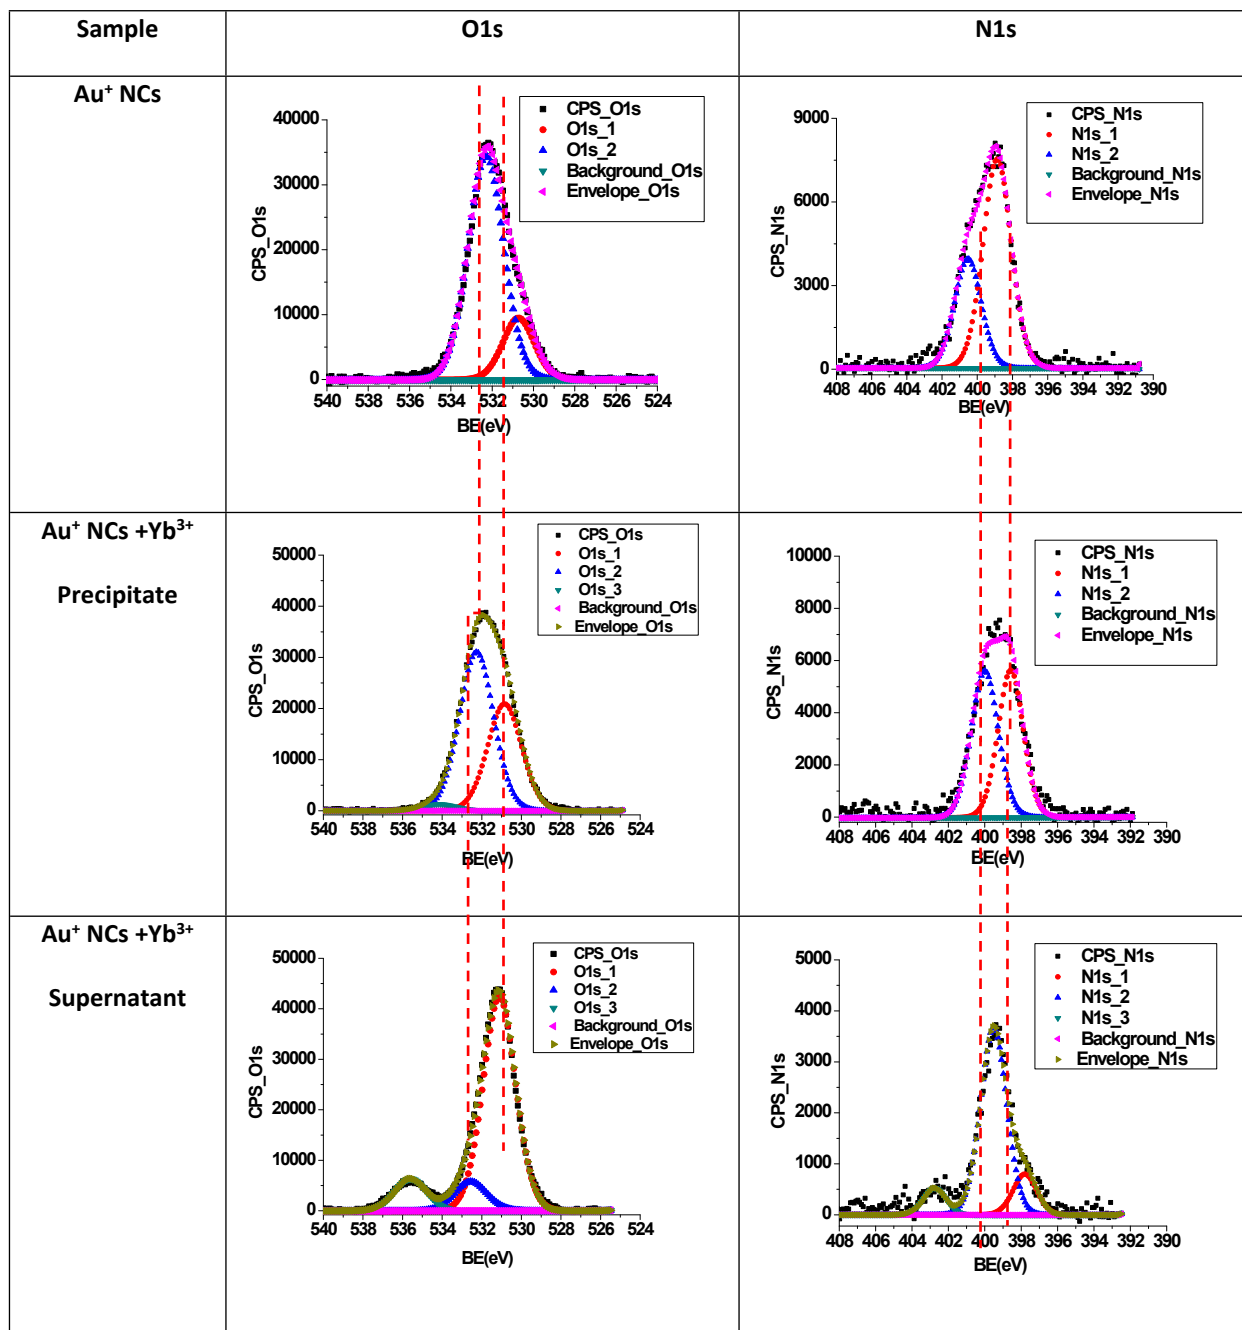 Sample
O1s
N1s
Au⁺ NCs
CPS_O1s
O1s_1
O1s_2
Background_O1s
Envelope_O1s
40000
30000
20000
10000
0
540 538 536 534 532 530 528 526 524
BE(eV)
CPS_O1s
CPS_N1s
N1s_1
N1s_2
Background_N1s
Envelope_N1s
9000
6000
3000
0
408 406 404 402 400 398 396 394 392 390
BE(eV)
CPS_N1s
Au⁺ NCs +Yb³⁺
Precipitate
CPS_O1s
O1s_1
O1s_2
O1s_3
Background_O1s
Envelope_O1s
50000
40000
30000
20000
10000
0
540 538 536 534 532 530 528 526 524
BE(eV)
CPS_O1s
CPS_N1s
N1s_1
N1s_2
Background_N1s
Envelope_N1s
10000
8000
6000
4000
2000
0
408 406 404 402 400 398 396 394 392 390
BE(eV)
CPS_N1s
Au⁺ NCs +Yb³⁺
Supernatant
CPS_O1s
O1s_1
O1s_2
O1s_3
Background_O1s
Envelope_O1s
50000
40000
30000
20000
10000
0
540 538 536 534 532 530 528 526 524
BE(eV)
CPS_O1s
CPS_N1s
N1s_1
N1s_2
N1s_3
Background_N1s
Envelope_N1s
5000
4000
3000
2000
1000
0
408 406 404 402 400 398 396 394 392 390
BE(eV)
CPS_N1s